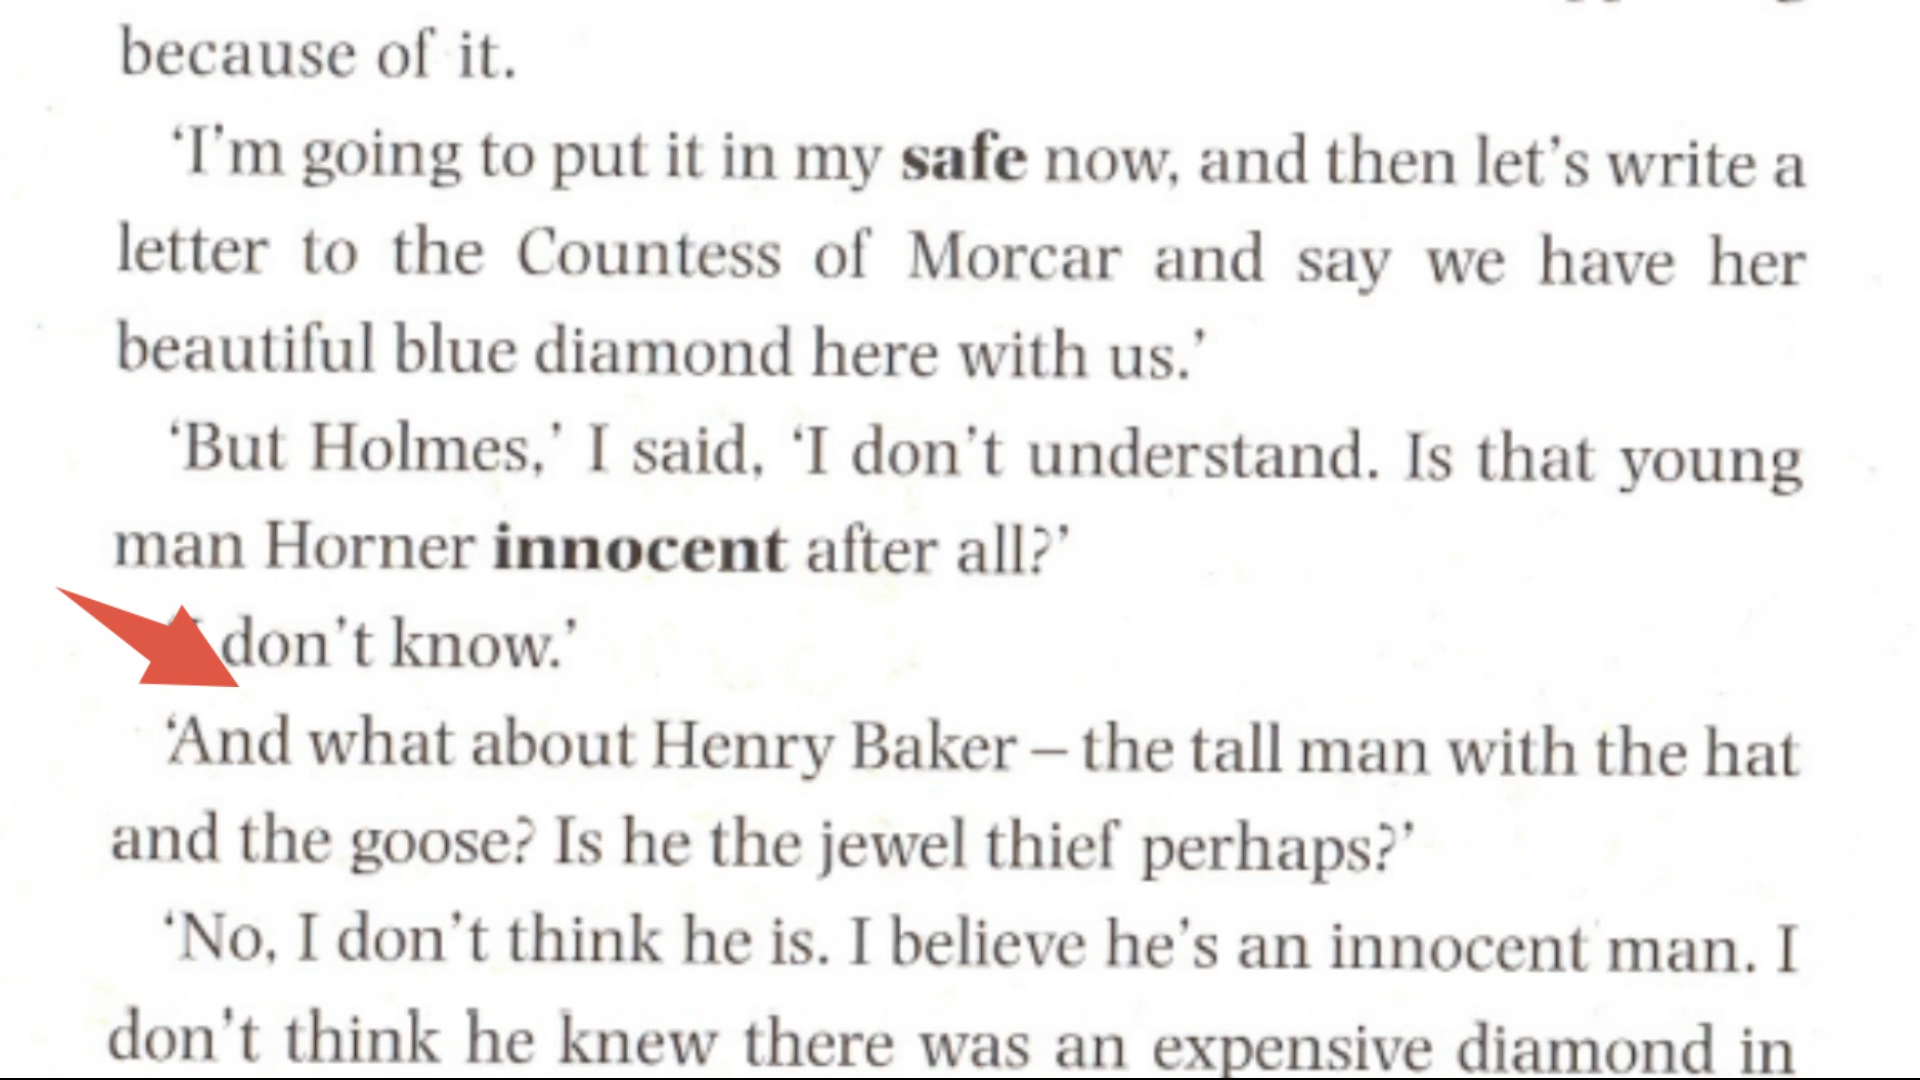 because of it.
‘I’m going to put it in my safe now, and then let’s write a
letter to the Countess of Morcar and say we have her
beautiful blue diamond here with us.’
‘But Holmes,’ I said, ‘I don’t understand. Is that young
man Horner innocent after all?’
don’t know.’
‘And what about Henry Baker – the tall man with the hat
and the goose? Is he the jewel thief perhaps?’
‘No, I don’t think he is. I believe he’s an innocent man. I
don’t think he knew there was an expensive diamond in